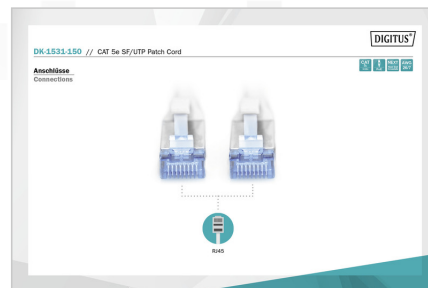 DIGITUS®
DK-1531-150 // CAT 5e SF/UTP Patch Cord
Anschlüsse
Connections
RJ45